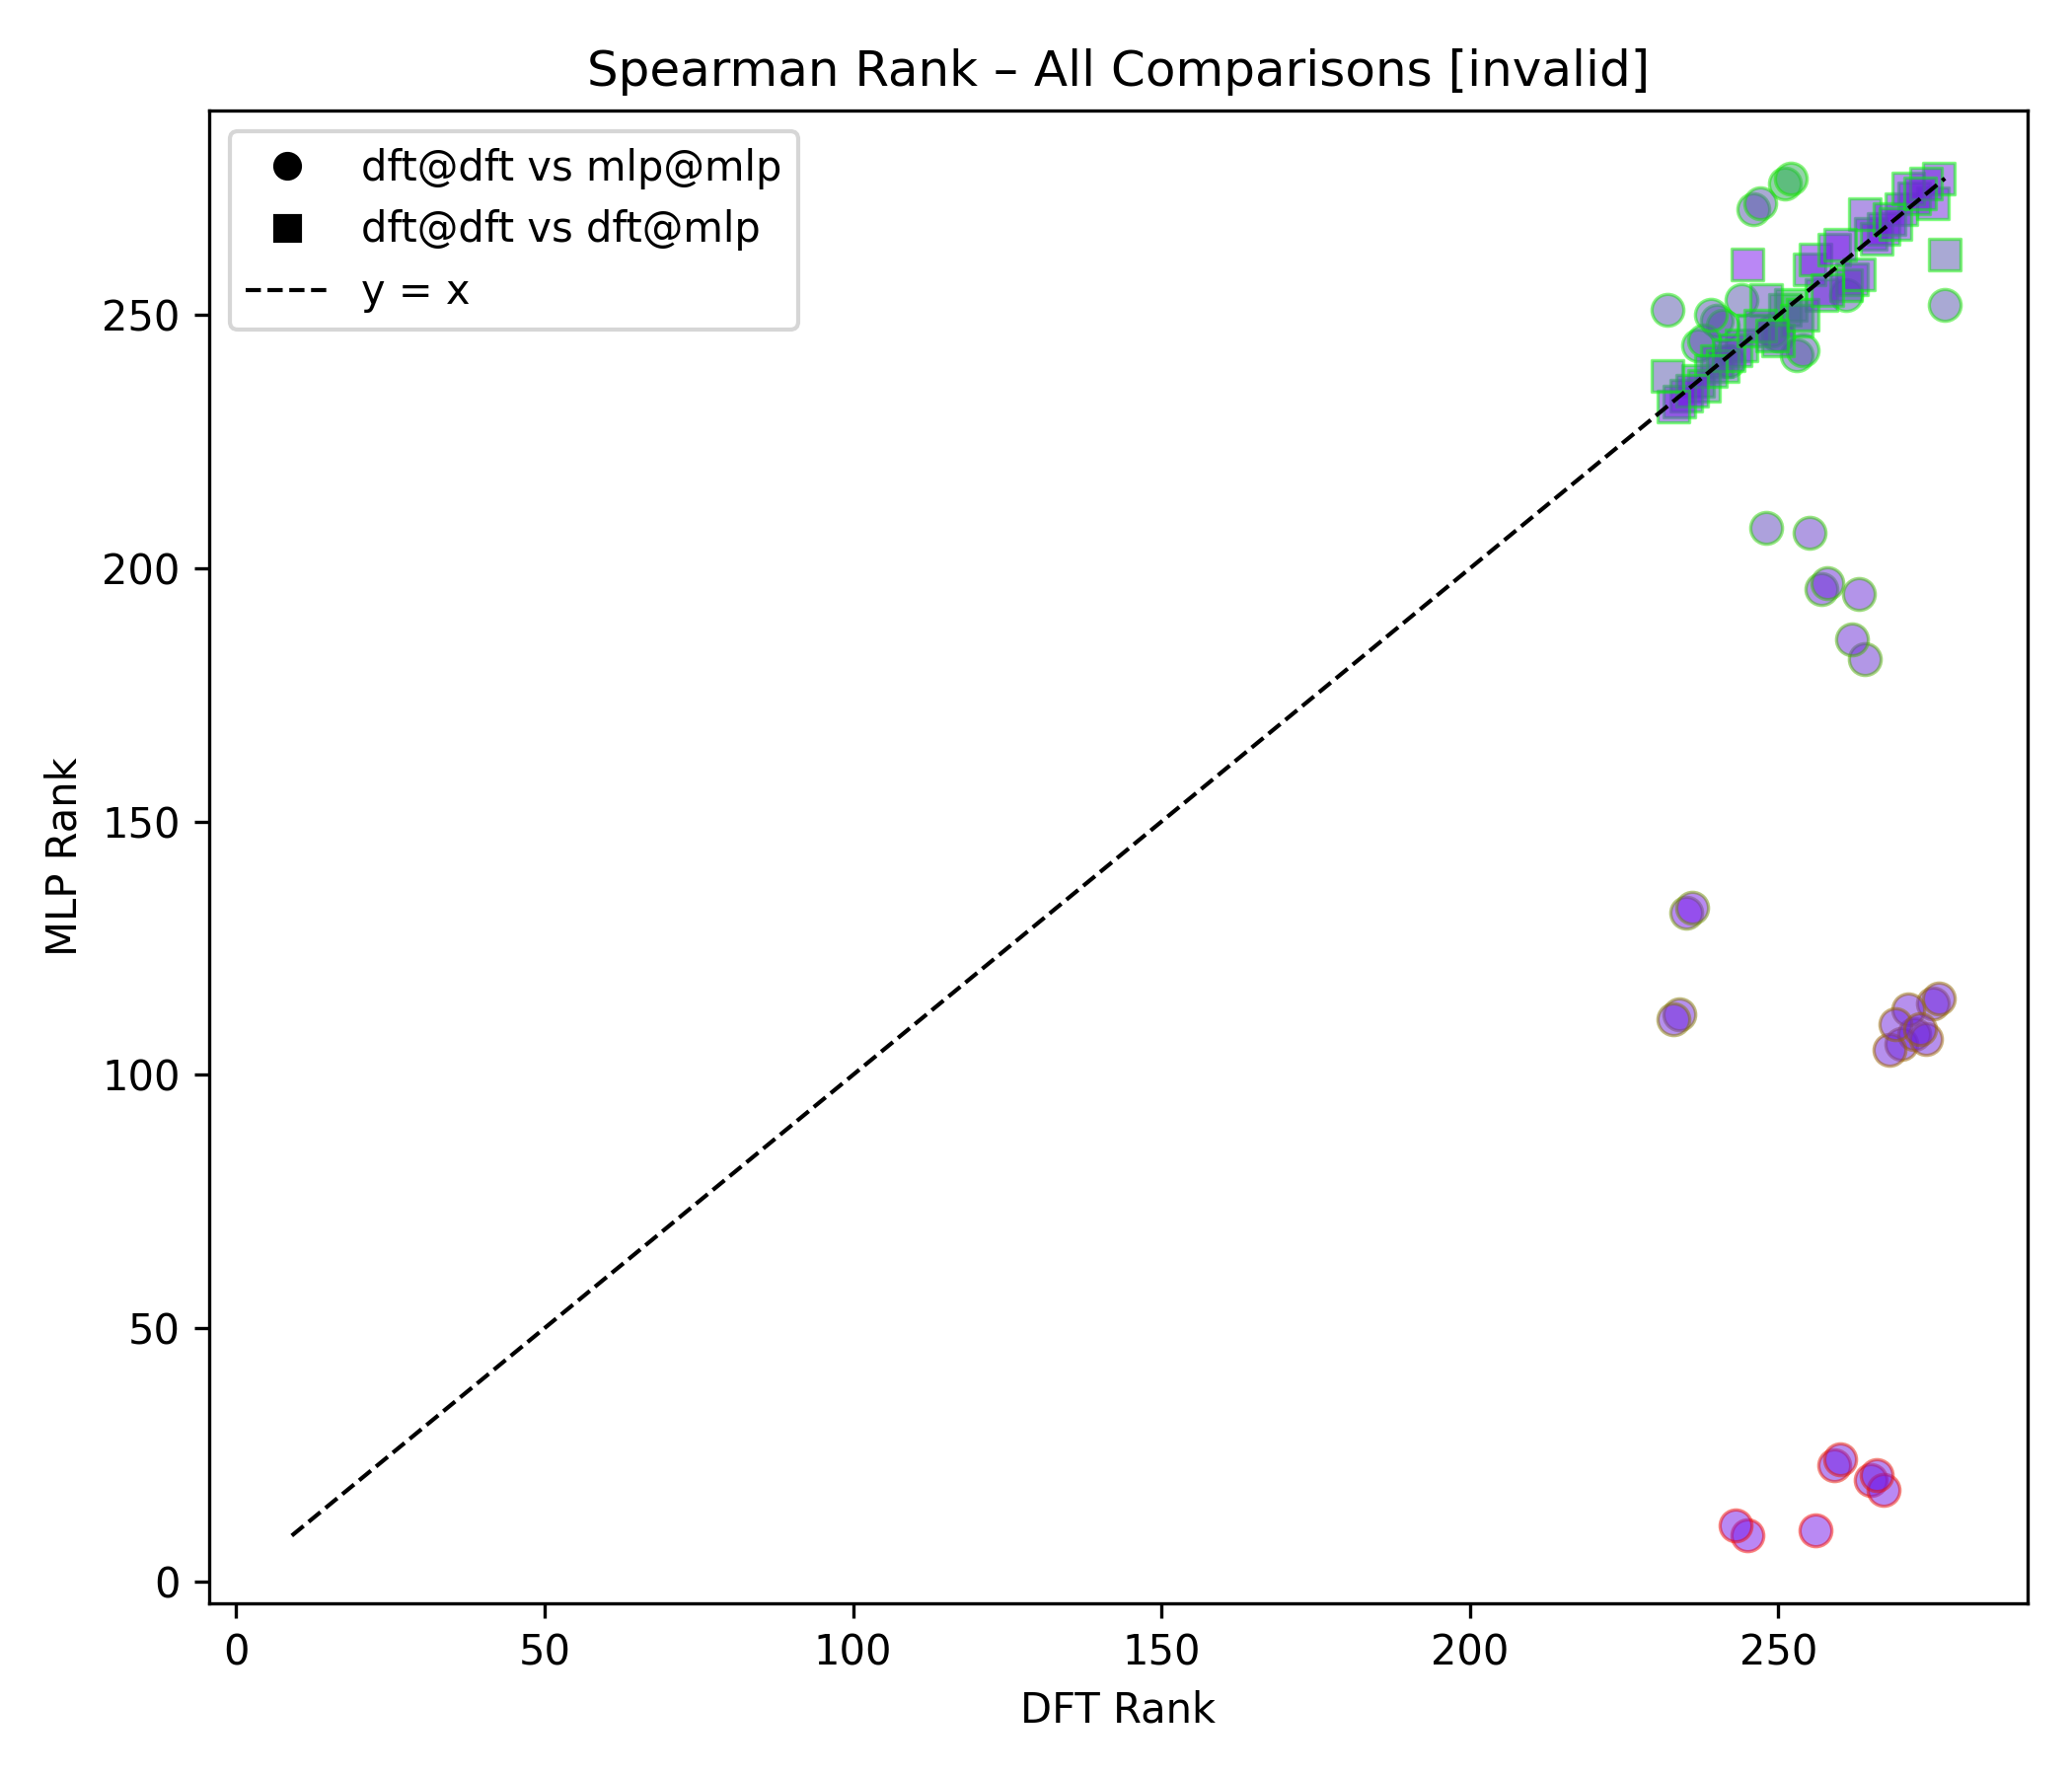 Spearman Rank – All Comparisons [invalid]
dft@dft vs mlp@mlp
dft@dft vs dft@mlp
y = x
MLP Rank
250
200
150
100
50
0
0 50 100 150 200 250
DFT Rank